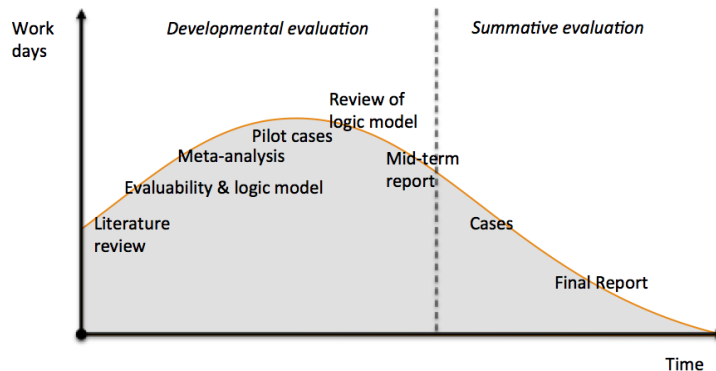 Work
days
Developmental evaluation
Summative evaluation
Review of
logic model
Pilot cases
Meta-analysis
Mid-term
report
Evaluability & logic model
Literature
review
Cases
Final Report
Time